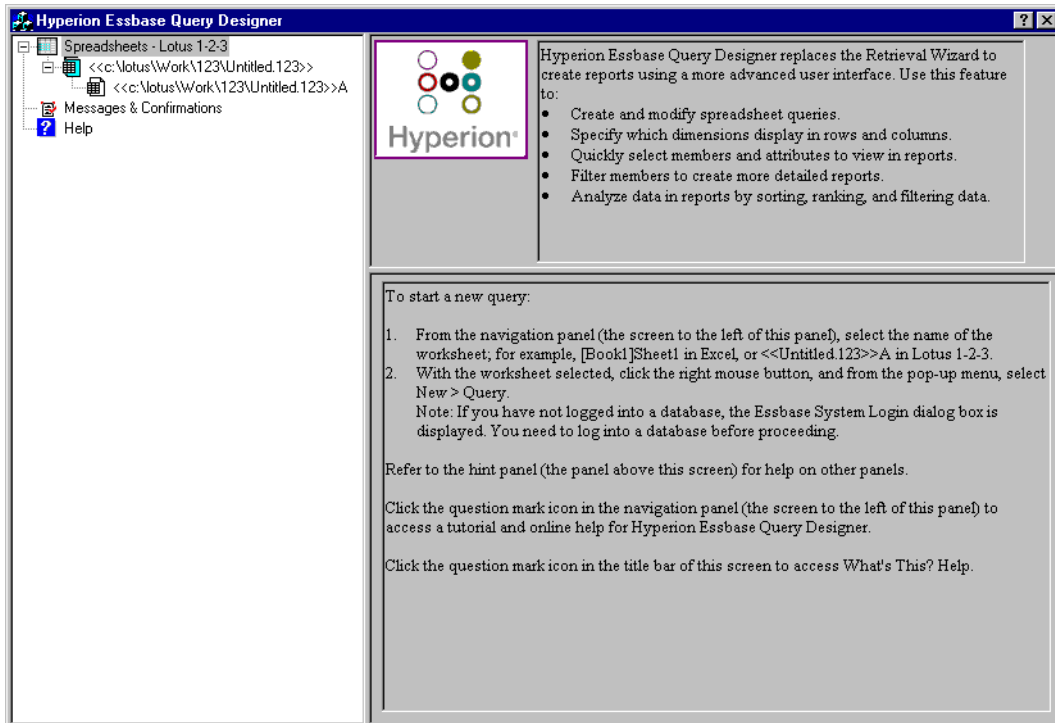 Hyperion Essbase Query Designer
Spreadsheets - Lotus 1-2-3
<<c:\lotus\Work\123\Untitled.123>>
<<c:\lotus\Work\123\Untitled.123>>A
Messages & Confirmations
Help
Hyperion
Hyperion Essbase Query Designer replaces the Retrieval Wizard to
create reports using a more advanced user interface. Use this feature
to:
● Create and modify spreadsheet queries.
● Specify which dimensions display in rows and columns.
● Quickly select members and attributes to view in reports.
● Filter members to create more detailed reports.
● Analyze data in reports by sorting, ranking, and filtering data.
To start a new query:
1. From the navigation panel (the screen to the left of this panel), select the name of the
worksheet; for example, [Book1]Sheet1 in Excel, or <<Untitled.123>>A in Lotus 1-2-3.
2. With the worksheet selected, click the right mouse button, and from the pop-up menu, select
New > Query.
Note: If you have not logged into a database, the Essbase System Login dialog box is
displayed. You need to log into a database before proceeding.
Refer to the hint panel (the panel above this screen) for help on other panels.
Click the question mark icon in the navigation panel (the screen to the left of this panel) to
access a tutorial and online help for Hyperion Essbase Query Designer.
Click the question mark icon in the title bar of this screen to access What's This? Help.